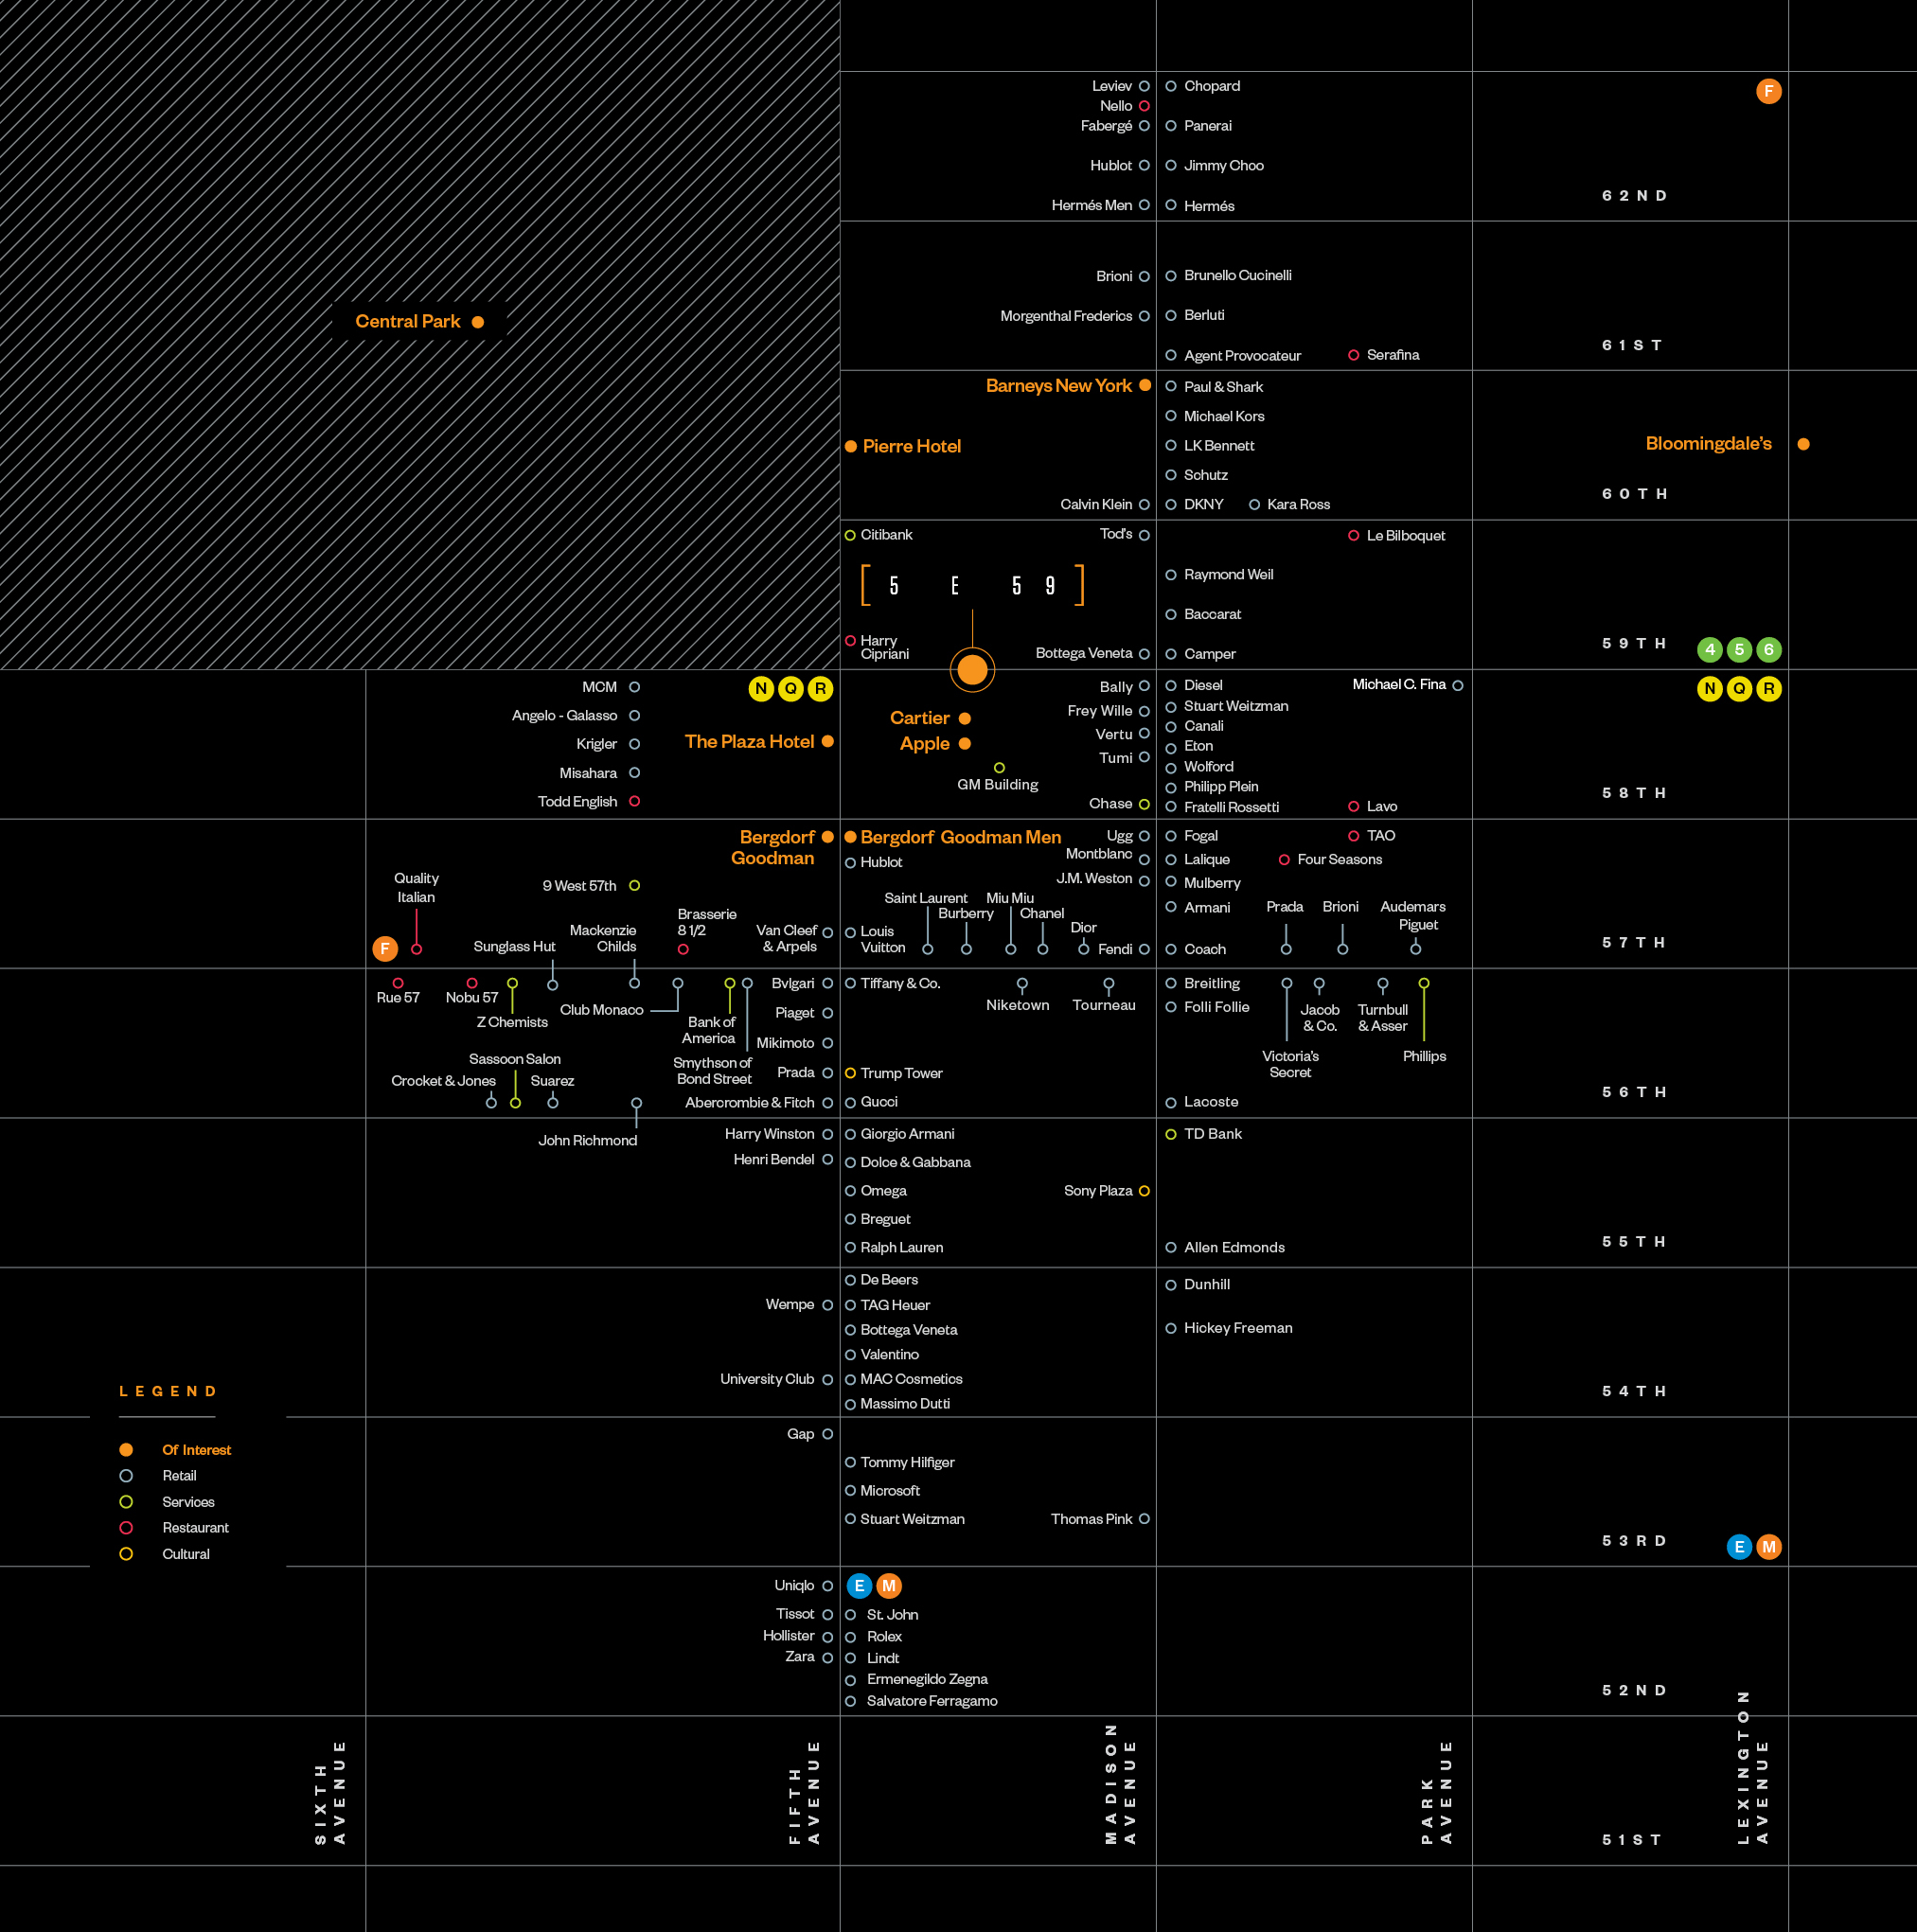 Leviev
Chopard
F
Nello
Fabergé
Panerai
Hublot
Jimmy Choo
62ND
Hermés Men
Hermés
Brioni
Brunello Cucinelli
Central Park
Morgenthal Frederics
Berluti
61ST
Agent Provocateur
Serafina
Barneys New York
Paul & Shark
Michael Kors
Pierre Hotel
LK Bennett
Bloomingdale's
Schutz
60TH
Calvin Klein
DKNY
Kara Ross
Citibank
Tod's
Le Bilboquet
[ 5 E 59 ]
Raymond Weil
Baccarat
Harry
Cipriani
59TH
4 5 6
Bottega Veneta
Camper
MCM
N Q R
Bally
Diesel
Michael C. Fina
N Q R
Angelo - Galasso
Cartier
Frey Wille
Stuart Weitzman
Canali
Krigler
The Plaza Hotel
Apple
Vertu
Eton
Tumi
Wolford
Misahara
GM Building
Philipp Plein
58TH
Todd English
Chase
Fratelli Rossetti
Lavo
Bergdorf
Goodman
Bergdorf Goodman Men
Ugg
Fogal
TAO
Hublot
Montblanc
Lalique
Four Seasons
Quality
Italian
9 West 57th
J.M. Weston
Mulberry
Saint Laurent
Miu Miu
Burberry
Chanel
Armani
Prada
Brioni
Audemars
Piguet
Brasserie
8 1/2
Mackenzie
Childs
Van Cleef
& Arpels
Louis
Vuitton
Dior
57TH
F
Sunglass Hut
Fendi
Coach
Rue 57
Nobu 57
Bvlgari
Tiffany & Co.
Breitling
Z Chemists
Club Monaco
Bank of
America
Piaget
Niketown
Tourneau
Folli Follie
Jacob
& Co.
Turnbull
& Asser
Mikimoto
Sassoon Salon
Smythson of
Bond Street
Victoria's
Secret
Phillips
Crocket & Jones
Suarez
Prada
Trump Tower
56TH
Abercrombie & Fitch
Gucci
Lacoste
John Richmond
Harry Winston
Giorgio Armani
TD Bank
Henri Bendel
Dolce & Gabbana
Omega
Sony Plaza
Breguet
55TH
Ralph Lauren
Allen Edmonds
De Beers
Dunhill
Wempe
TAG Heuer
Bottega Veneta
Hickey Freeman
Valentino
University Club
MAC Cosmetics
54TH
Massimo Dutti
LEGEND
Of Interest
Retail
Services
Restaurant
Cultural
Gap
Tommy Hilfiger
Microsoft
Stuart Weitzman
Thomas Pink
53RD
E M
Uniqlo
E M
Tissot
St. John
Hollister
Rolex
Zara
Lindt
Ermenegildo Zegna
52ND
Salvatore Ferragamo
SIXTH
AVENUE
FIFTH
AVENUE
MADISON
AVENUE
PARK
AVENUE
LEXINGTON
AVENUE
51ST